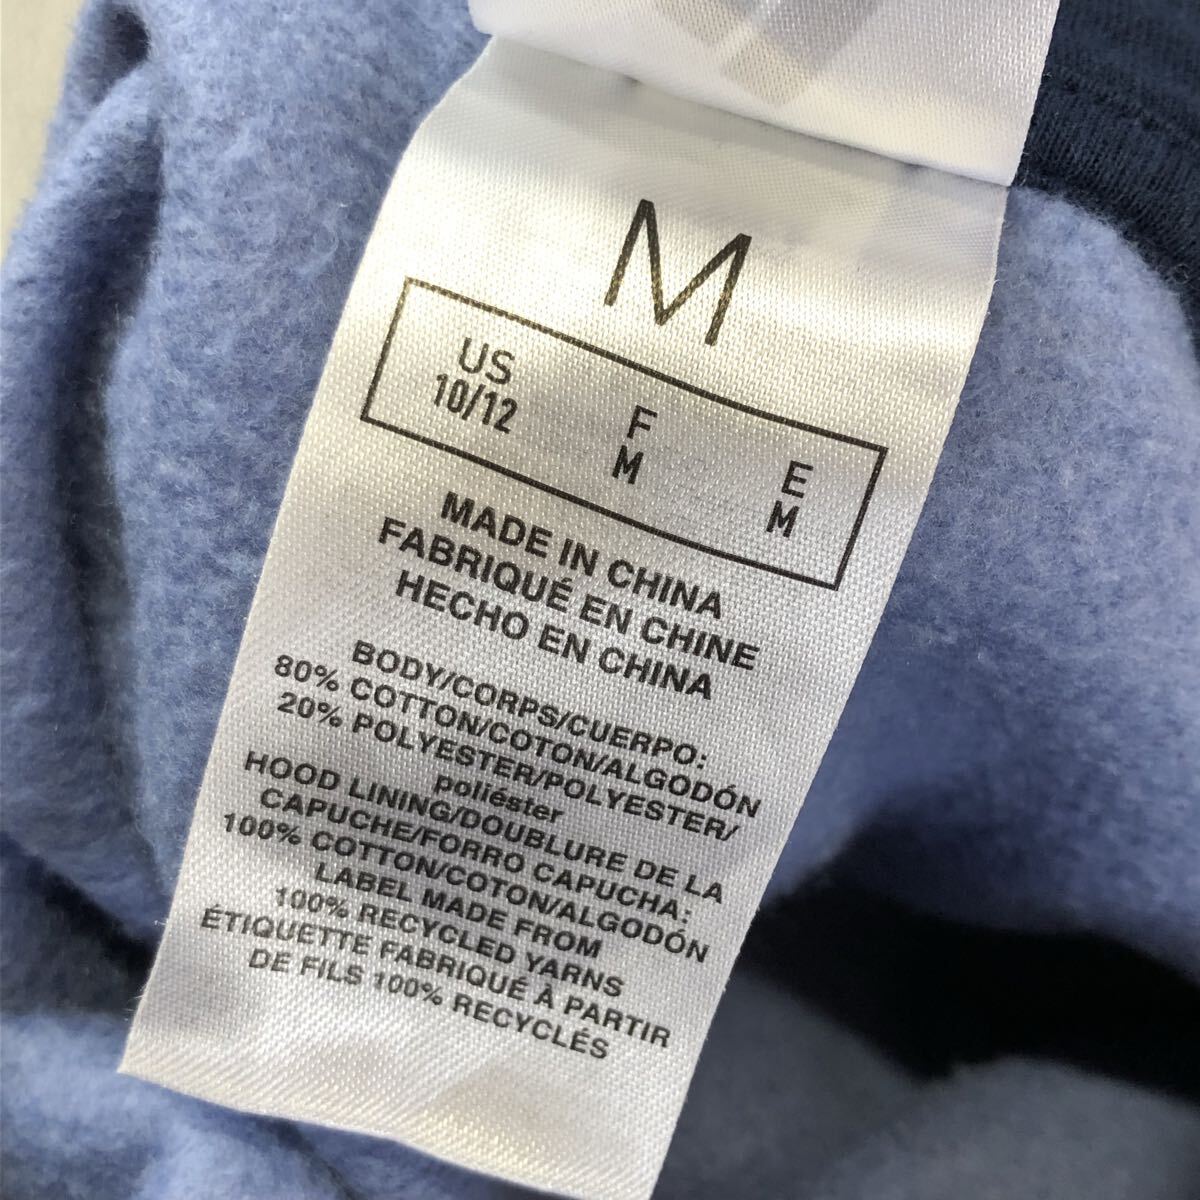 M
US F E
10/12 M M
MADE IN CHINA
FABRIQUÉ EN CHINE
HECHO EN CHINA
BODY/CORPS/CUERPO:
80% COTTON/COTON/ALGODÓN
20% POLYESTER/POLYESTER/
poliéster
HOOD LINING/DOUBLURE DE LA
CAPUCHE/FORRO CAPUCHA:
100% COTTON/COTON/ALGODÓN
LABEL MADE FROM
100% RECYCLED YARNS
ÉTIQUETTE FABRIQUÉ À PARTIR
DE FILS 100% RECYCLÉS